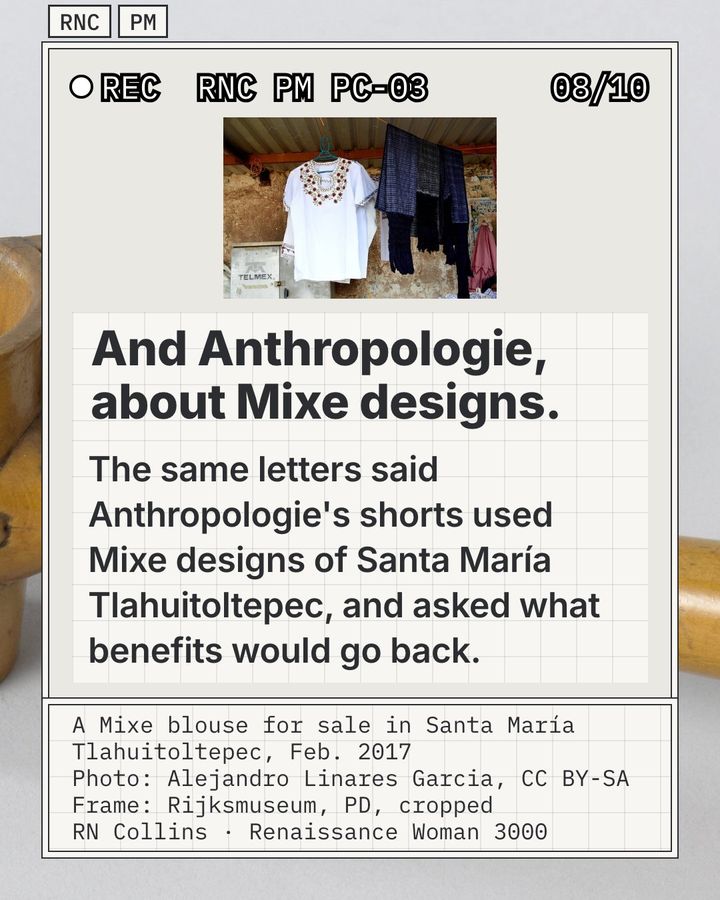 RNC PM
REC RNC PM PC-03 08/10
TELMEX
And Anthropologie,
about Mixe designs.
The same letters said
Anthropologie's shorts used
Mixe designs of Santa María
Tlahuitoltepec, and asked what
benefits would go back.
A Mixe blouse for sale in Santa María
Tlahuitoltepec, Feb. 2017
Photo: Alejandro Linares Garcia, CC BY-SA
Frame: Rijksmuseum, PD, cropped
RN Collins · Renaissance Woman 3000